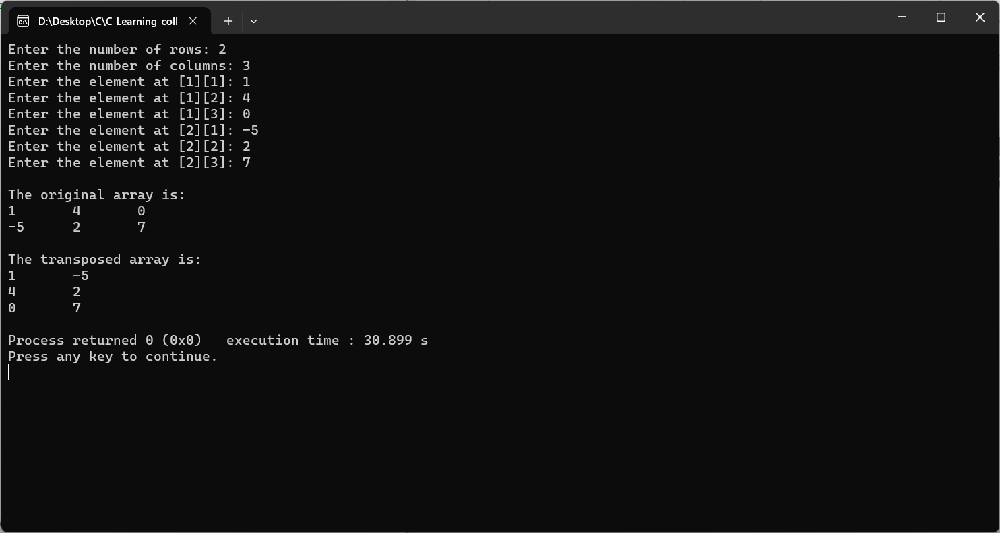 D:\Desktop\C\C_Learning_coll
Enter the number of rows: 2
Enter the number of columns: 3
Enter the element at [1][1]: 1
Enter the element at [1][2]: 4
Enter the element at [1][3]: 0
Enter the element at [2][1]: -5
Enter the element at [2][2]: 2
Enter the element at [2][3]: 7
The original array is:
1       4       0
-5      2       7
The transposed array is:
1       -5
4       2
0       7
Process returned 0 (0x0)   execution time : 30.899 s
Press any key to continue.